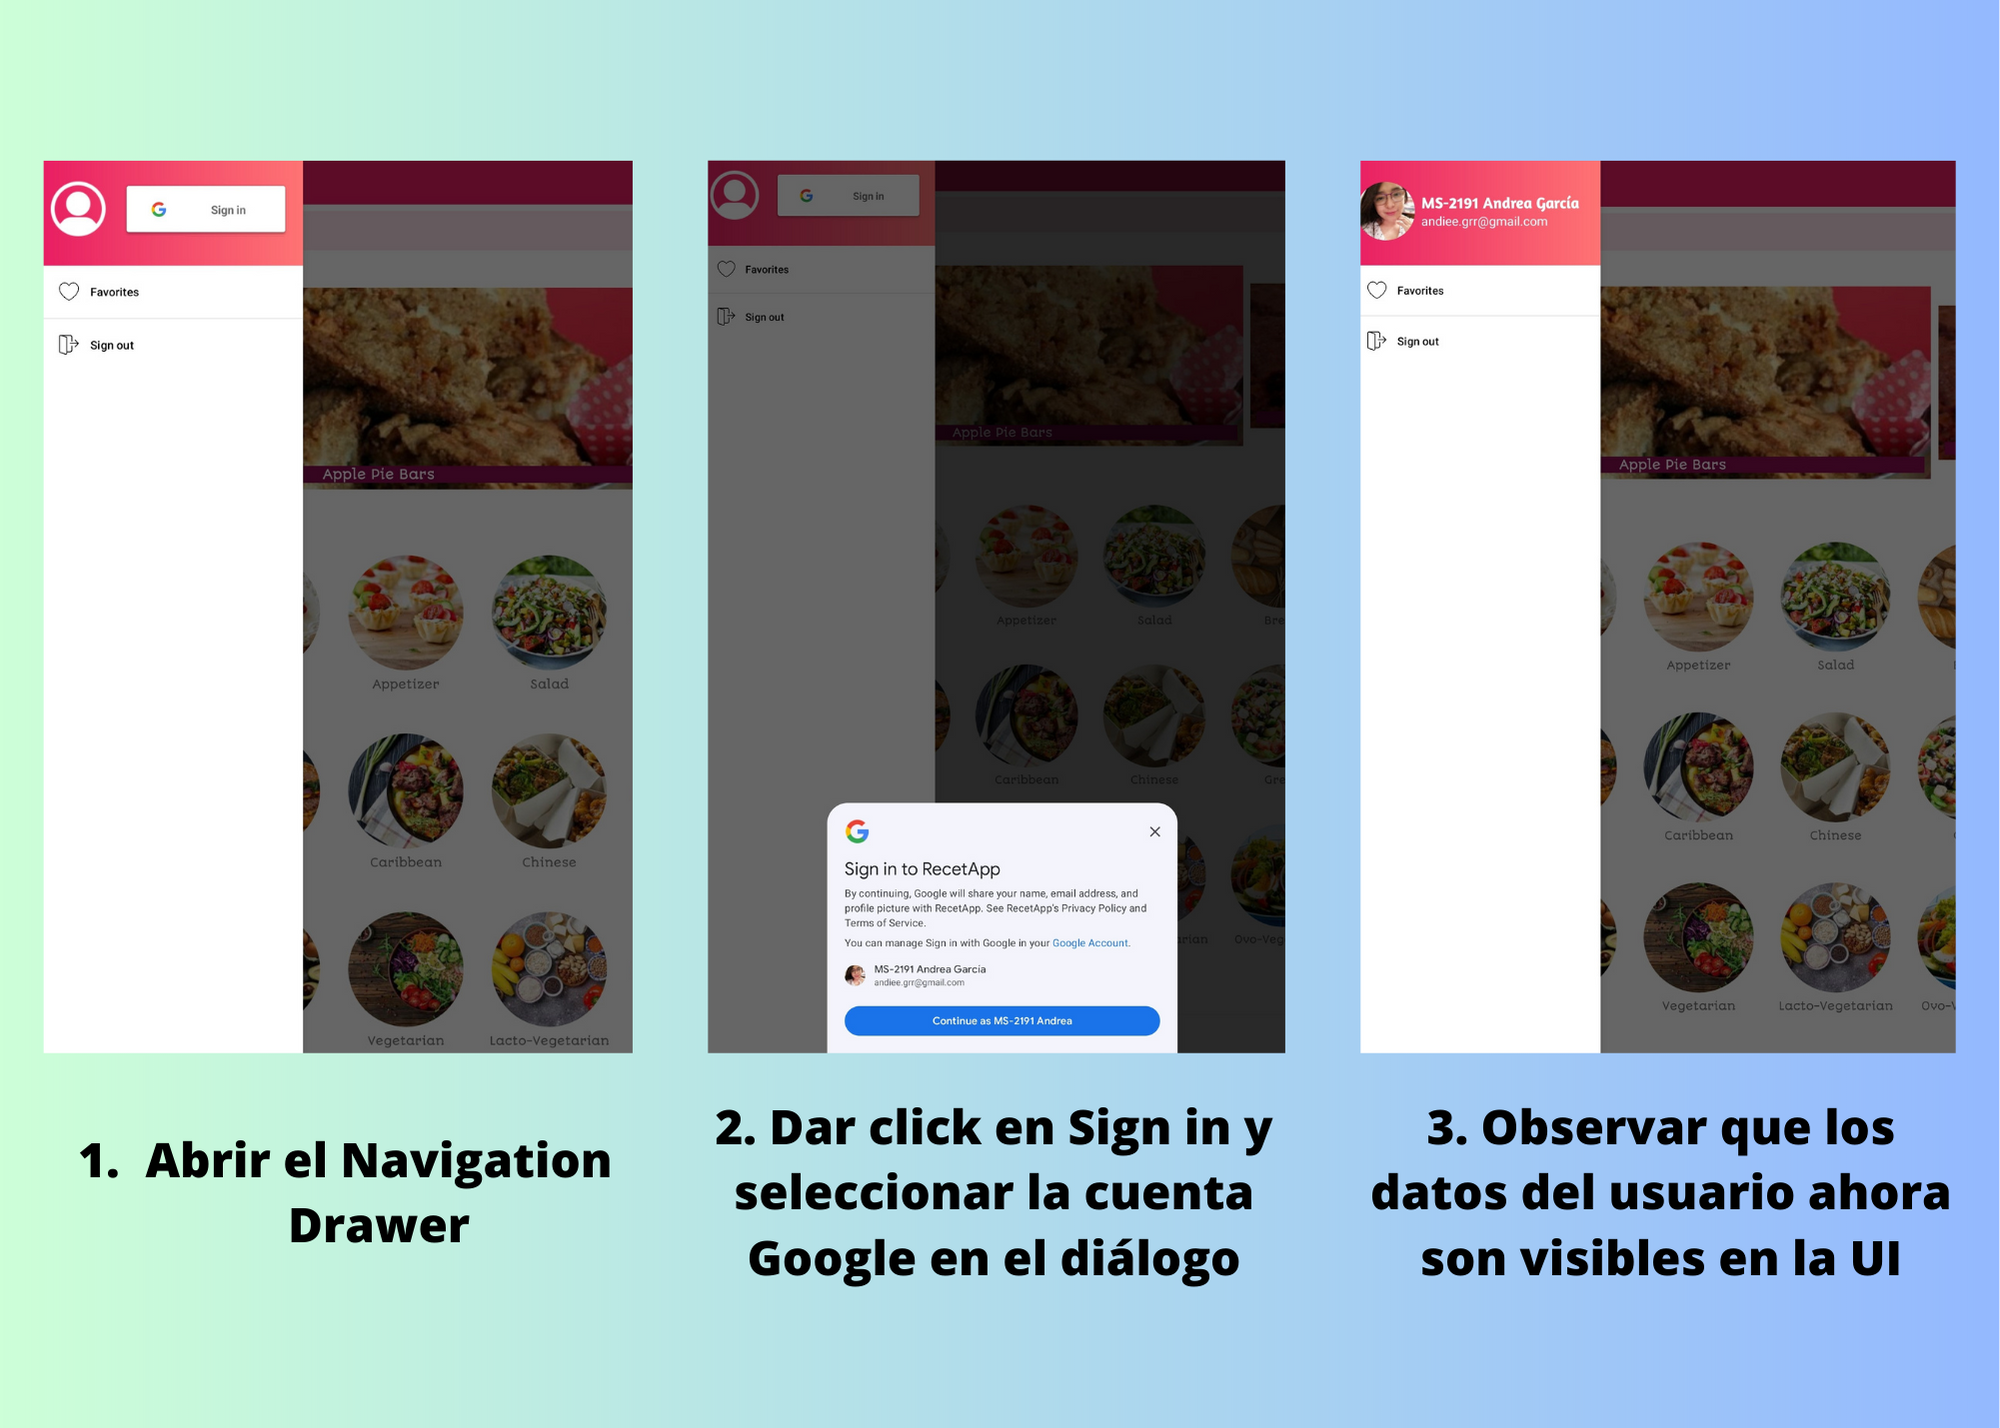 Sign in
Favorites
Sign out
Apple Pie Bars
Appetizer
Salad
Caribbean
Chinese
Vegetarian
Lacto-Vegetarian
1. Abrir el Navigation
Drawer
Sign in
Favorites
Sign out
Apple Pie Bars
Appetizer
Salad
Bre
Caribbean
Chinese
Gre
arian
Ovo-Veg
Sign in to RecetApp
By continuing, Google will share your name, email address, and
profile picture with RecetApp. See RecetApp's Privacy Policy and
Terms of Service.
You can manage Sign in with Google in your Google Account.
MS-2191 Andrea García
andiee.grr@gmail.com
Continue as MS-2191 Andrea
2. Dar click en Sign in y
seleccionar la cuenta
Google en el diálogo
MS-2191 Andrea García
andiee.grr@gmail.com
Favorites
Sign out
Apple Pie Bars
Appetizer
Salad
Caribbean
Chinese
Vegetarian
Lacto-Vegetarian
Ovo-V
3. Observar que los
datos del usuario ahora
son visibles en la UI